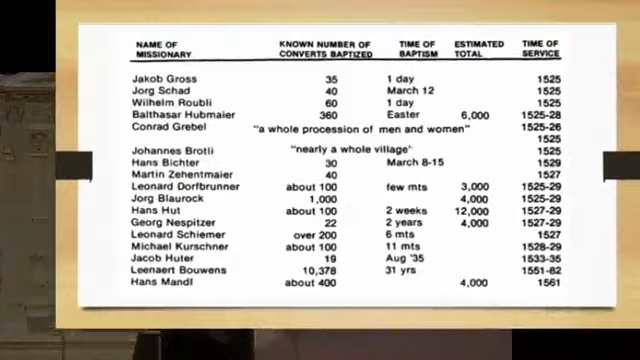 NAME OF MISSIONARY KNOWN NUMBER OF CONVERTS BAPTIZED TIME OF BAPTISM ESTIMATED TOTAL TIME OF SERVICE
Jakob Gross 35 1 day 1525
Jorg Schad 40 March 12 1525
Wilhelm Roubli 60 1 day 1525
Balthasar Hubmaier 360 Easter 6,000 1525-28
Conrad Grebel "a whole procession of men and women" 1525-26
1525
Johannes Brotli "nearly a whole village" 1525
Hans Bichter 30 March 8-15 1529
Martin Zehentmaier 40 1527
Leonard Dorfbrunner about 100 few mts 3,000 1525-29
Jorg Blaurock 1,000 4,000 1525-29
Hans Hut about 100 2 weeks 12,000 1527-29
Georg Nespitzer 22 2 years 4,000 1527-29
Leonard Schiemer over 200 6 mts 1527
Michael Kurschner about 100 11 mts 1528-29
Jacob Huter 19 Aug '35 1533-35
Leenaert Bouwens 10,378 31 yrs 1551-82
Hans Mandl about 400 4,000 1561